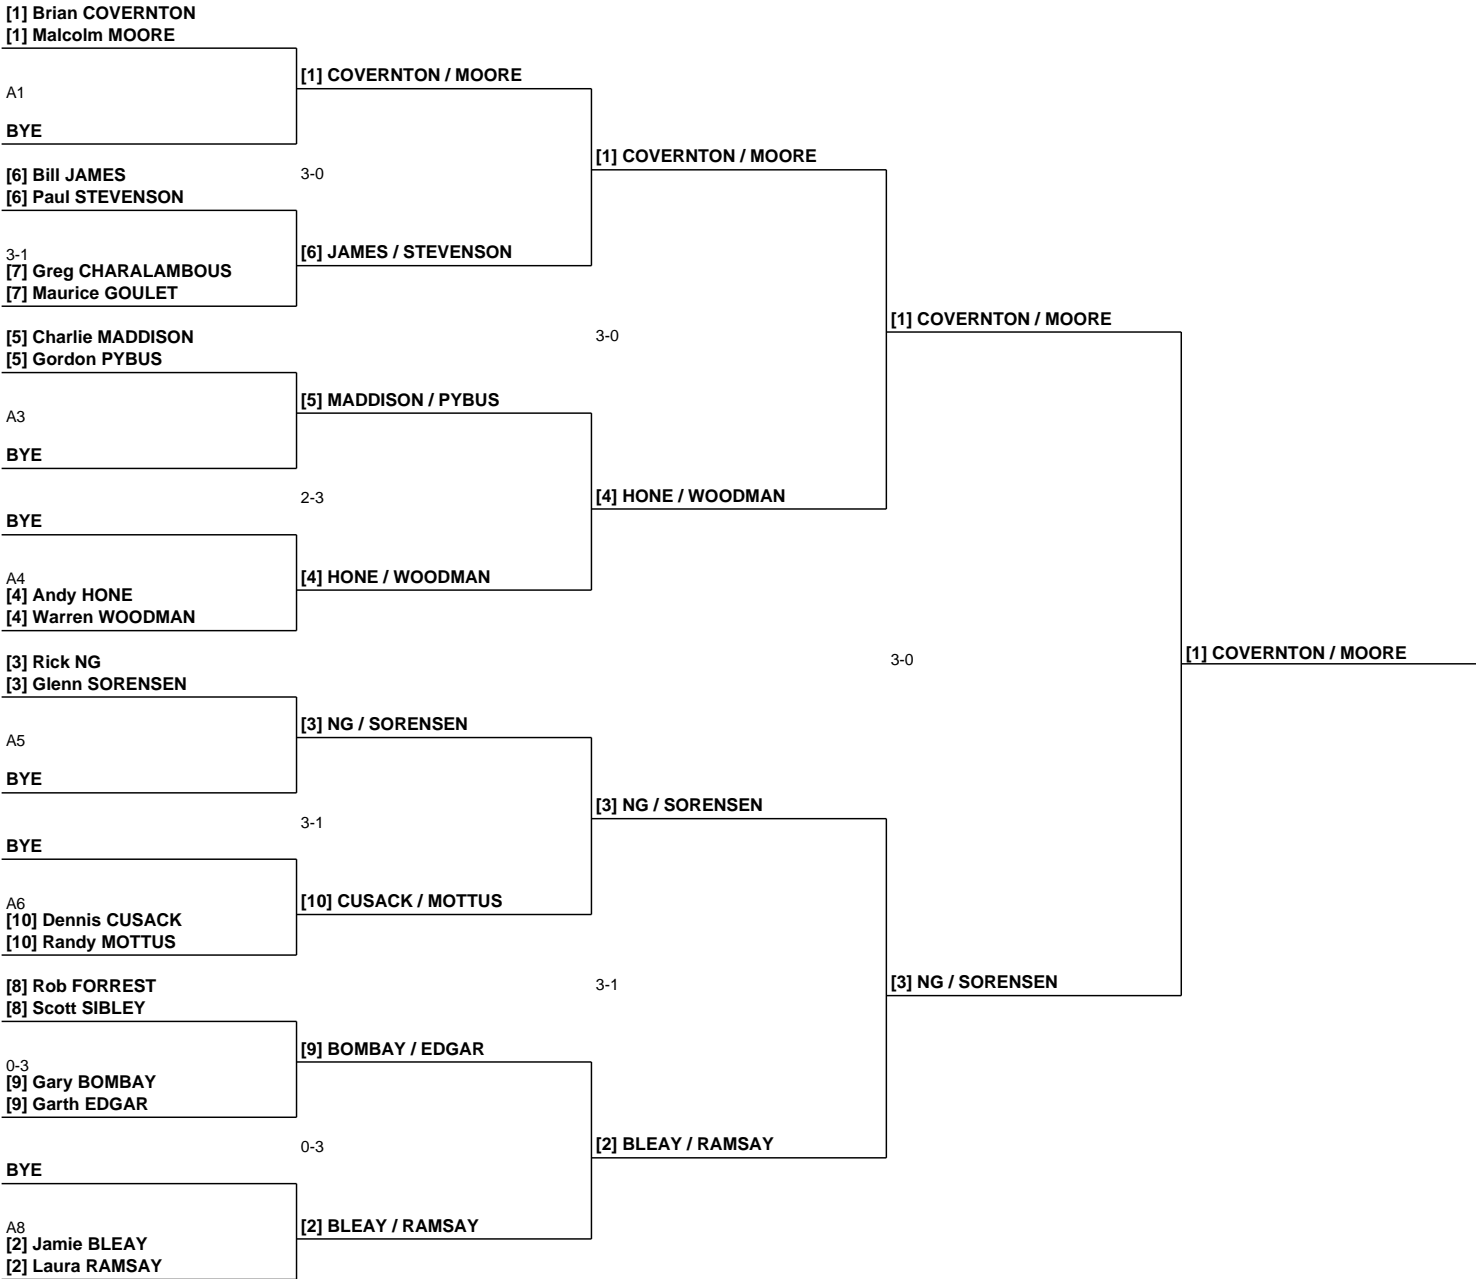 [1] Brian COVERNTON
[1] Malcolm MOORE
[1] COVERNTON / MOORE
A1
BYE
[1] COVERNTON / MOORE
[6] Bill JAMES
3-0
[6] Paul STEVENSON
[6] JAMES / STEVENSON
3-1
[7] Greg CHARALAMBOUS
[7] Maurice GOULET
[1] COVERNTON / MOORE
[5] Charlie MADDISON
3-0
[5] Gordon PYBUS
[5] MADDISON / PYBUS
A3
BYE
2-3
[4] HONE / WOODMAN
BYE
[4] HONE / WOODMAN
A4
[4] Andy HONE
[4] Warren WOODMAN
[1] COVERNTON / MOORE
[3] Rick NG
3-0
[3] Glenn SORENSEN
[3] NG / SORENSEN
A5
BYE
[3] NG / SORENSEN
3-1
BYE
[10] CUSACK / MOTTUS
A6
[10] Dennis CUSACK
[10] Randy MOTTUS
[3] NG / SORENSEN
[8] Rob FORREST
3-1
[8] Scott SIBLEY
[9] BOMBAY / EDGAR
0-3
[9] Gary BOMBAY
[9] Garth EDGAR
0-3
[2] BLEAY / RAMSAY
BYE
[2] BLEAY / RAMSAY
A8
[2] Jamie BLEAY
[2] Laura RAMSAY